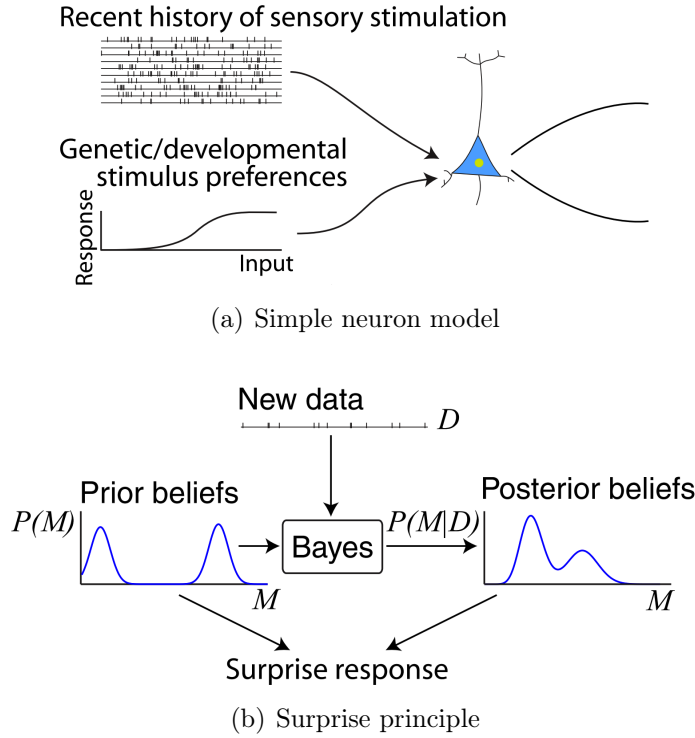 Recent history of sensory stimulation
Genetic/developmental
stimulus preferences
Response
Input
(a) Simple neuron model
New data
D
Prior beliefs
Posterior beliefs
P(M)
Bayes
P(M|D)
M
M
Surprise response
(b) Surprise principle